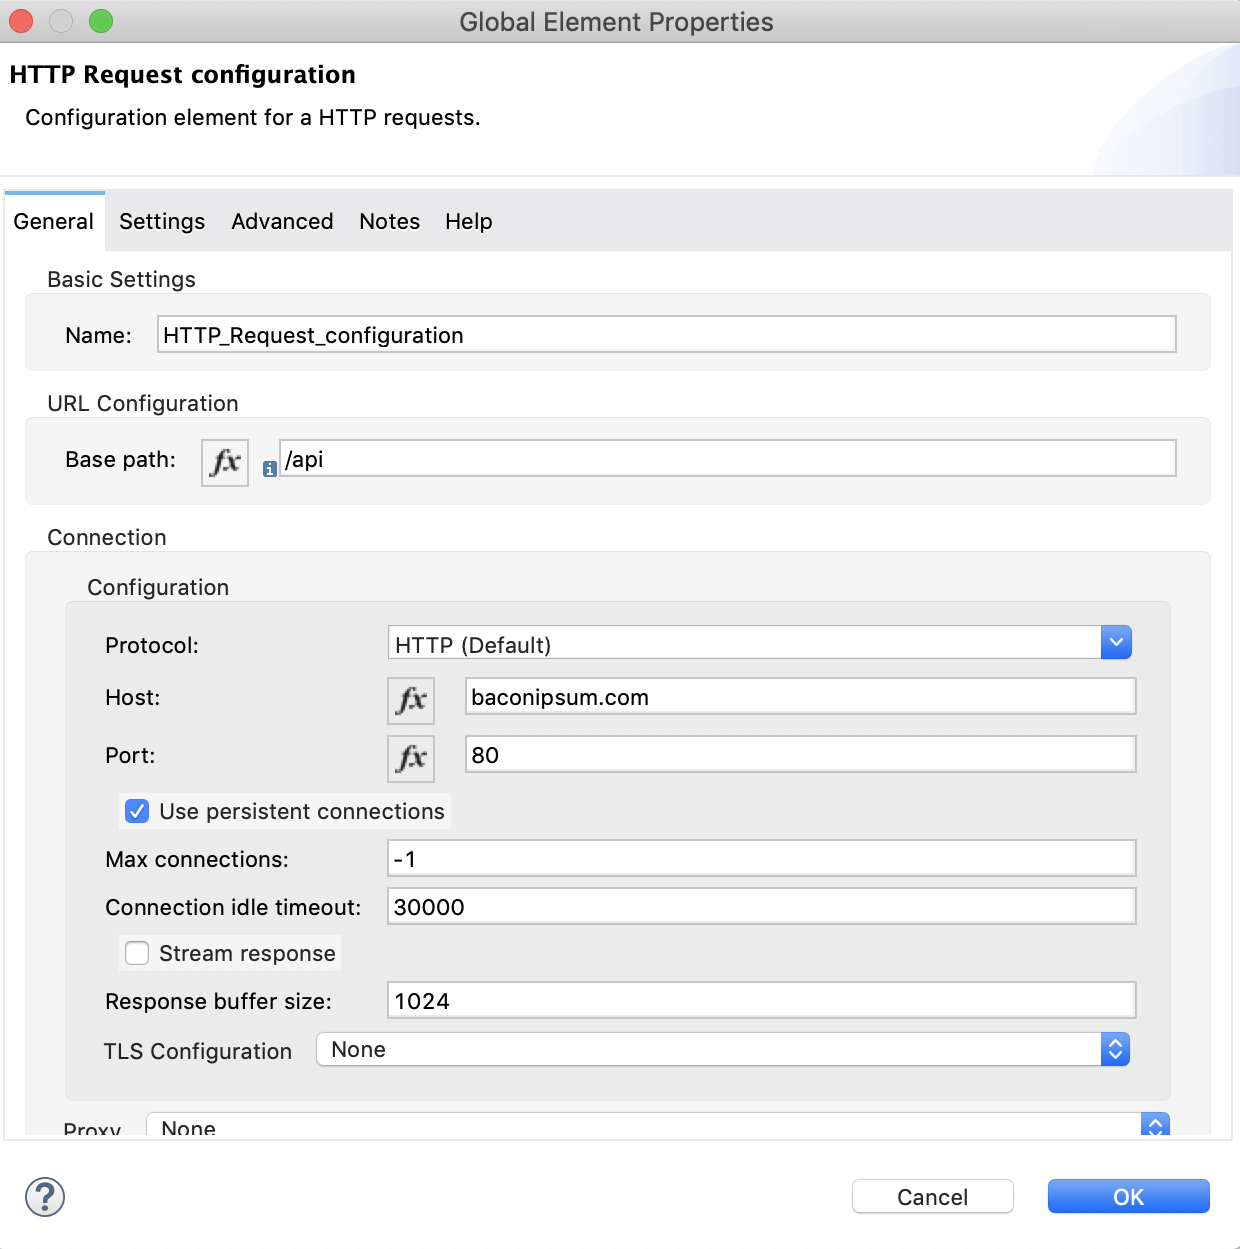 Global Element Properties
HTTP Request configuration
Configuration element for a HTTP requests.
General Settings Advanced Notes Help
Basic Settings
Name: HTTP_Request_configuration
URL Configuration
Base path: fx i /api
Connection
Configuration
Protocol: HTTP (Default)
Host: fx baconipsum.com
Port: fx 80
Use persistent connections
Max connections: -1
Connection idle timeout: 30000
Stream response
Response buffer size: 1024
TLS Configuration None
Proxy None
? Cancel OK